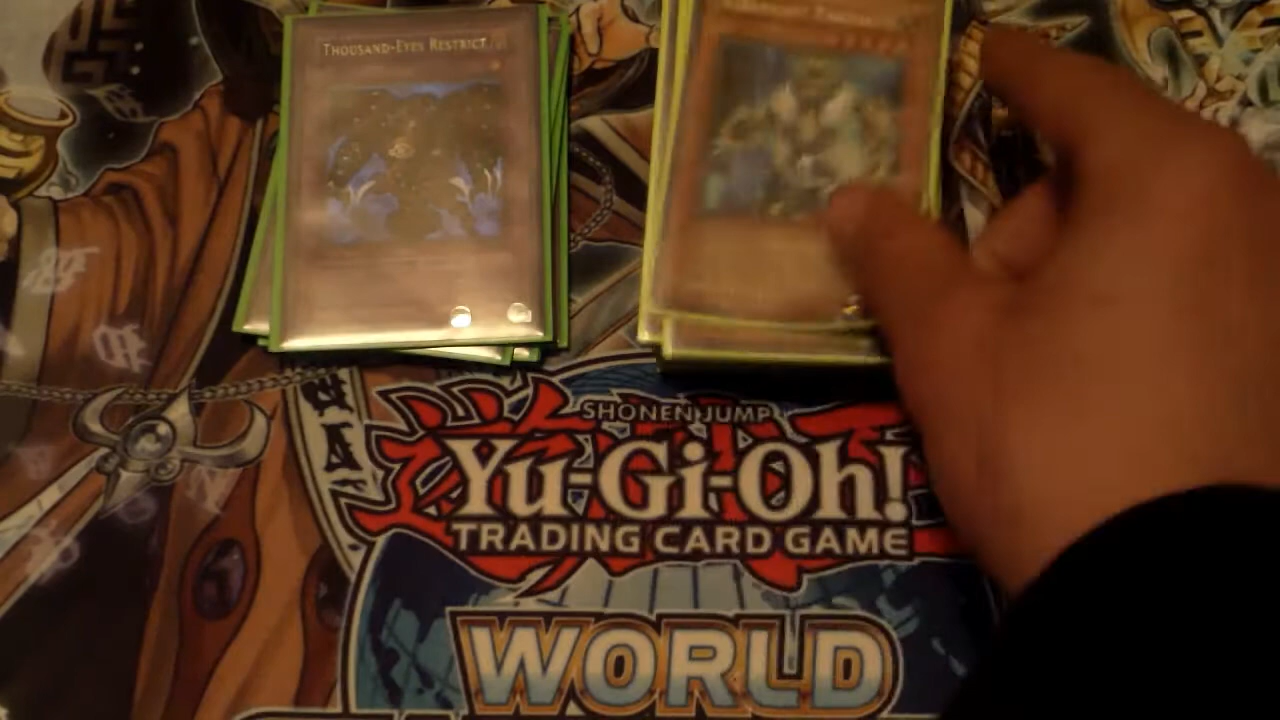 THOUSAND-EYES RESTRICT
SHONEN JUMP
Yu-Gi-Oh!
TRADING CARD GAME
WORLD